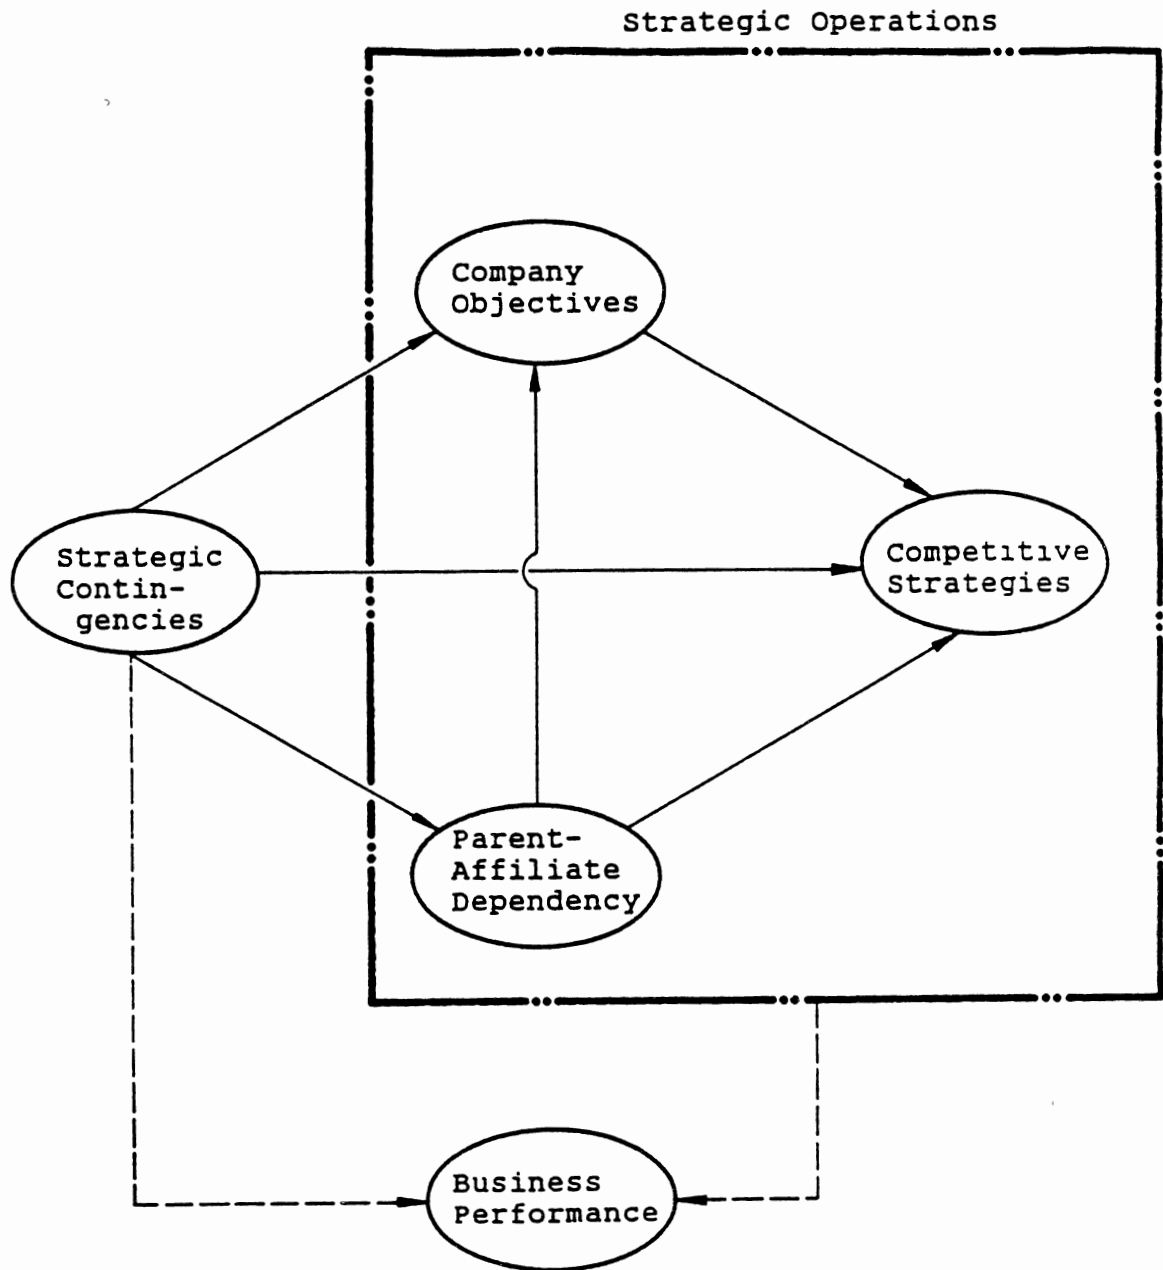 Strategic Operations
Company
Objectives
Strategic
Contin-
gencies
Competitive
Strategies
Parent-
Affiliate
Dependency
Business
Performance